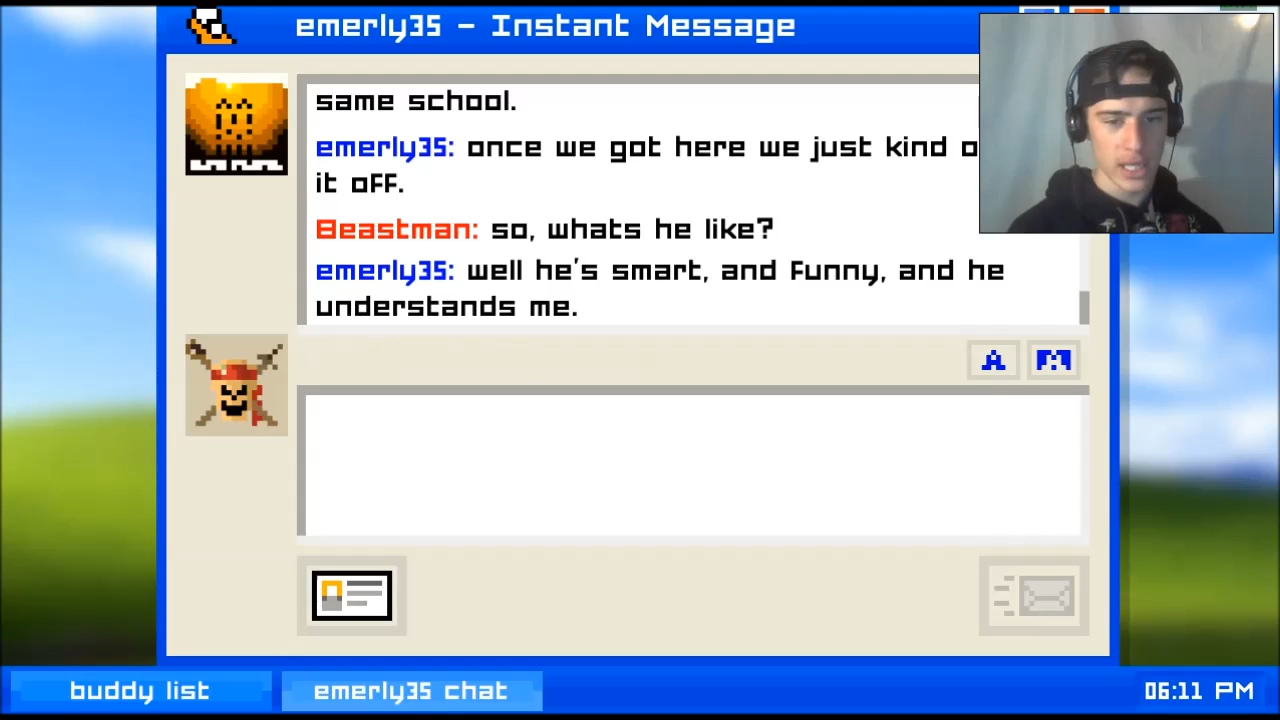 emerly35 - Instant Message
same school.
emerly35: once we got here we just kind
it off.
Beastman: so, whats he like?
emerly35: well he's smart, and funny, and he
understands me.
A M
buddy list
emerly35 chat
06:11 PM